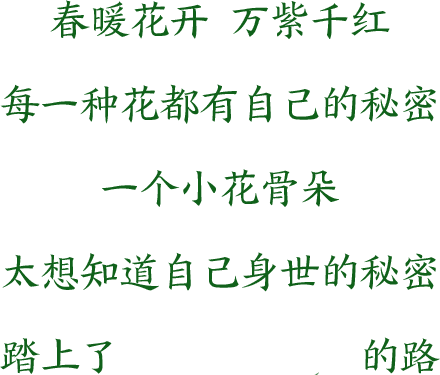 春暖花开 万紫千红
每一种花都有自己的秘密
一个小花骨朵
太想知道自己身世的秘密
踏上了 的路